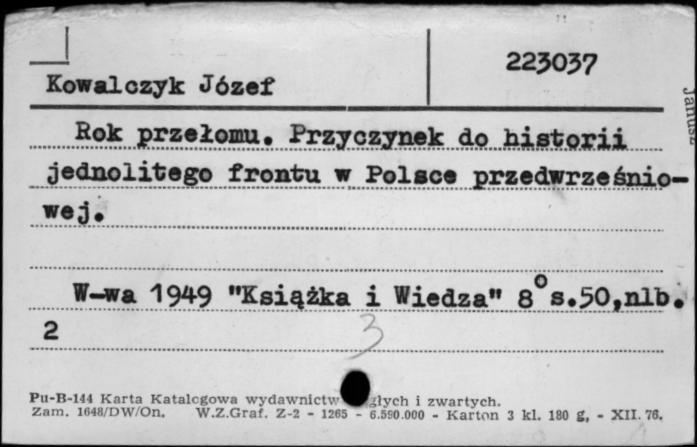 223037
Kowalczyk Józef
Janusz
Rok przełomu. Przyczynek do historii
jednolitego frontu w Polsce przedwrześnio-
wej.
W-wa 1949 "Książka i Wiedza" 8° s.50,nlb.
2
3
Pu-B-144 Karta Katalogowa wydawnictw głych i zwartych.
Zam. 1648/DW/On. W.Z.Graf. Z-2 - 1265 - 6.590.000 - Karton 3 kl. 180 g, - XII. 76.